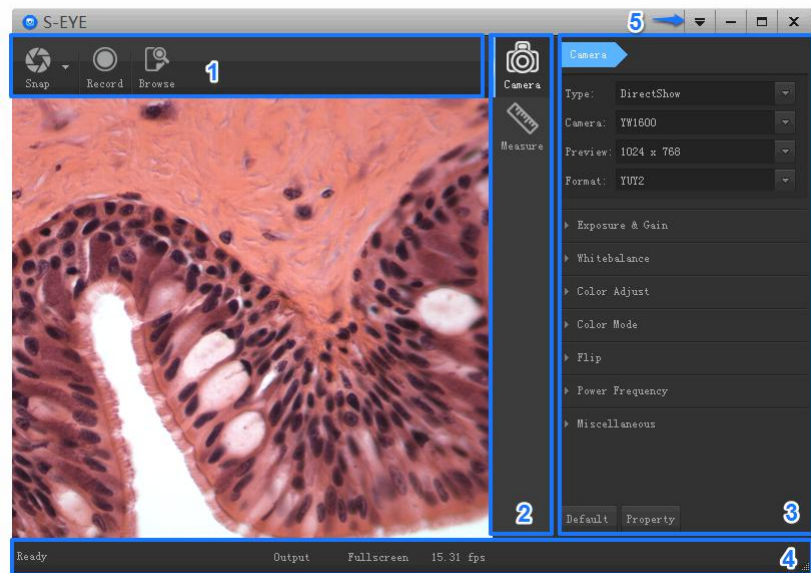 S-EYE
5
Snap
Record
Browse
1
Camera
Measure
2
Camera
Type: DirectShow
Camera: YW1600
Preview: 1024 x 768
Format: YUY2
Exposure & Gain
Whitebalance
Color Adjust
Color Mode
Flip
Power Frequency
Miscellaneous
Default Property
3
Ready Output Fullscreen 15.31 fps
4